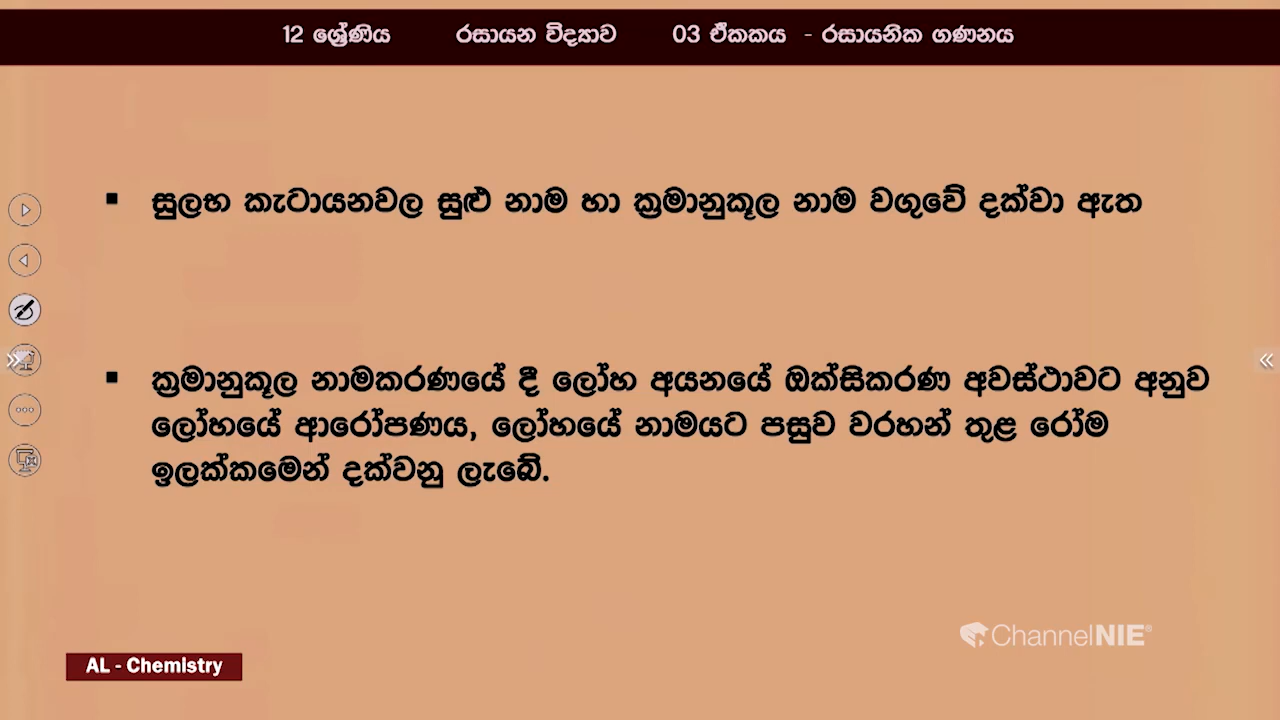 12 ශ්‍රේණිය රසායන විද්‍යාව 03 ඒකකය - රසායනික ගණනය
▪ සුලභ කැටායනවල සුළු නාම හා ක්‍රමානුකූල නාම වගුවේ දක්වා ඇත
▪ ක්‍රමානුකූල නාමකරණයේ දී ලෝහ අයනයේ ඔක්සිකරණ අවස්ථාවට අනුව
ලෝහයේ ආරෝපණය, ලෝහයේ නාමයට පසුව වරහන් තුළ රෝම
ඉලක්කමෙන් දක්වනු ලැබේ.
ChannelNIE®
AL - Chemistry